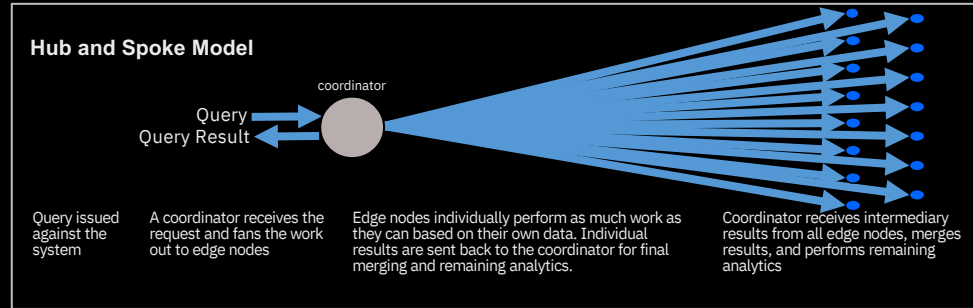 Hub and Spoke Model
coordinator
Query
Query Result
Query issued
against the
system
A coordinator receives the
request and fans the work
out to edge nodes
Edge nodes individually perform as much work as
they can based on their own data. Individual
results are sent back to the coordinator for final
merging and remaining analytics.
Coordinator receives intermediary
results from all edge nodes, merges
results, and performs remaining
analytics